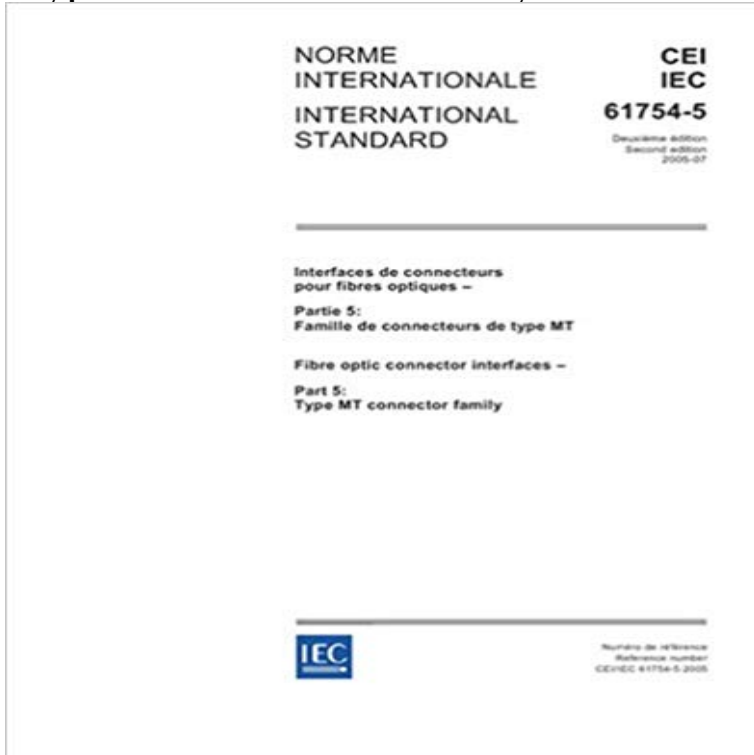 NORME
INTERNATIONALE
INTERNATIONAL
STANDARD
CEI
IEC
61754-5
Deuxième édition
Second edition
2005-07
Interfaces de connecteurs
pour fibres optiques –
Partie 5:
Famille de connecteurs de type MT
Fibre optic connector interfaces –
Part 5:
Type MT connector family
IEC
Numéro de référence
Reference number
CEI/IEC 61754-5:2005